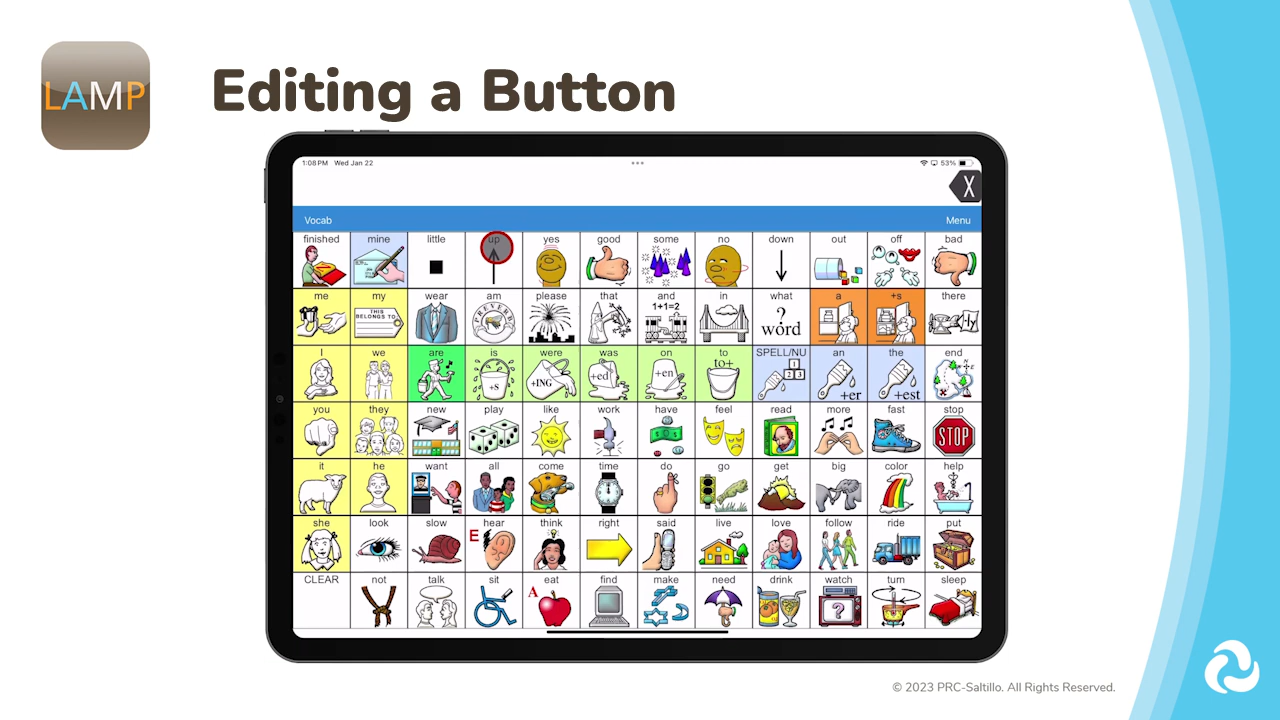 LAMP
Editing a Button
1:08 PM Wed Jan 22
53%
X
Vocab Menu
finished mine little up yes good some no down out off bad
me my wear am please that and in what a +s there
THIS BELONGS TO
PREVERBS
1+1=2
? word
I we are is were was on to SPELL/NU an the end
+s +ING +ed +en to+ 1 2 3 +er +est
you they new play like work have feel read more fast stop
STOP
it he want all come time do go get big color help
she look slow hear think right said live love follow ride put
E
CLEAR not talk sit eat find make need drink watch turn sleep
A
?
© 2023 PRC-Saltillo. All Rights Reserved.